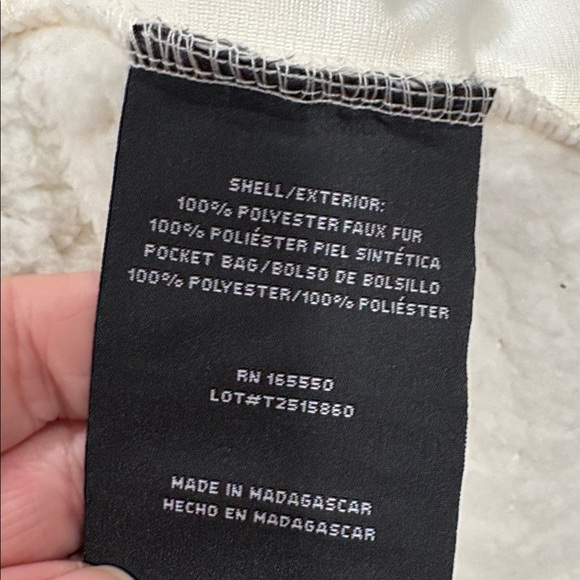 SHELL/EXTERIOR:
100% POLYESTER FAUX FUR
100% POLIÉSTER PIEL SINTÉTICA
POCKET BAG/BOLSO DE BOLSILLO
100% POLYESTER/100% POLIÉSTER
RN 165550
LOT#T2515860
MADE IN MADAGASCAR
HECHO EN MADAGASCAR